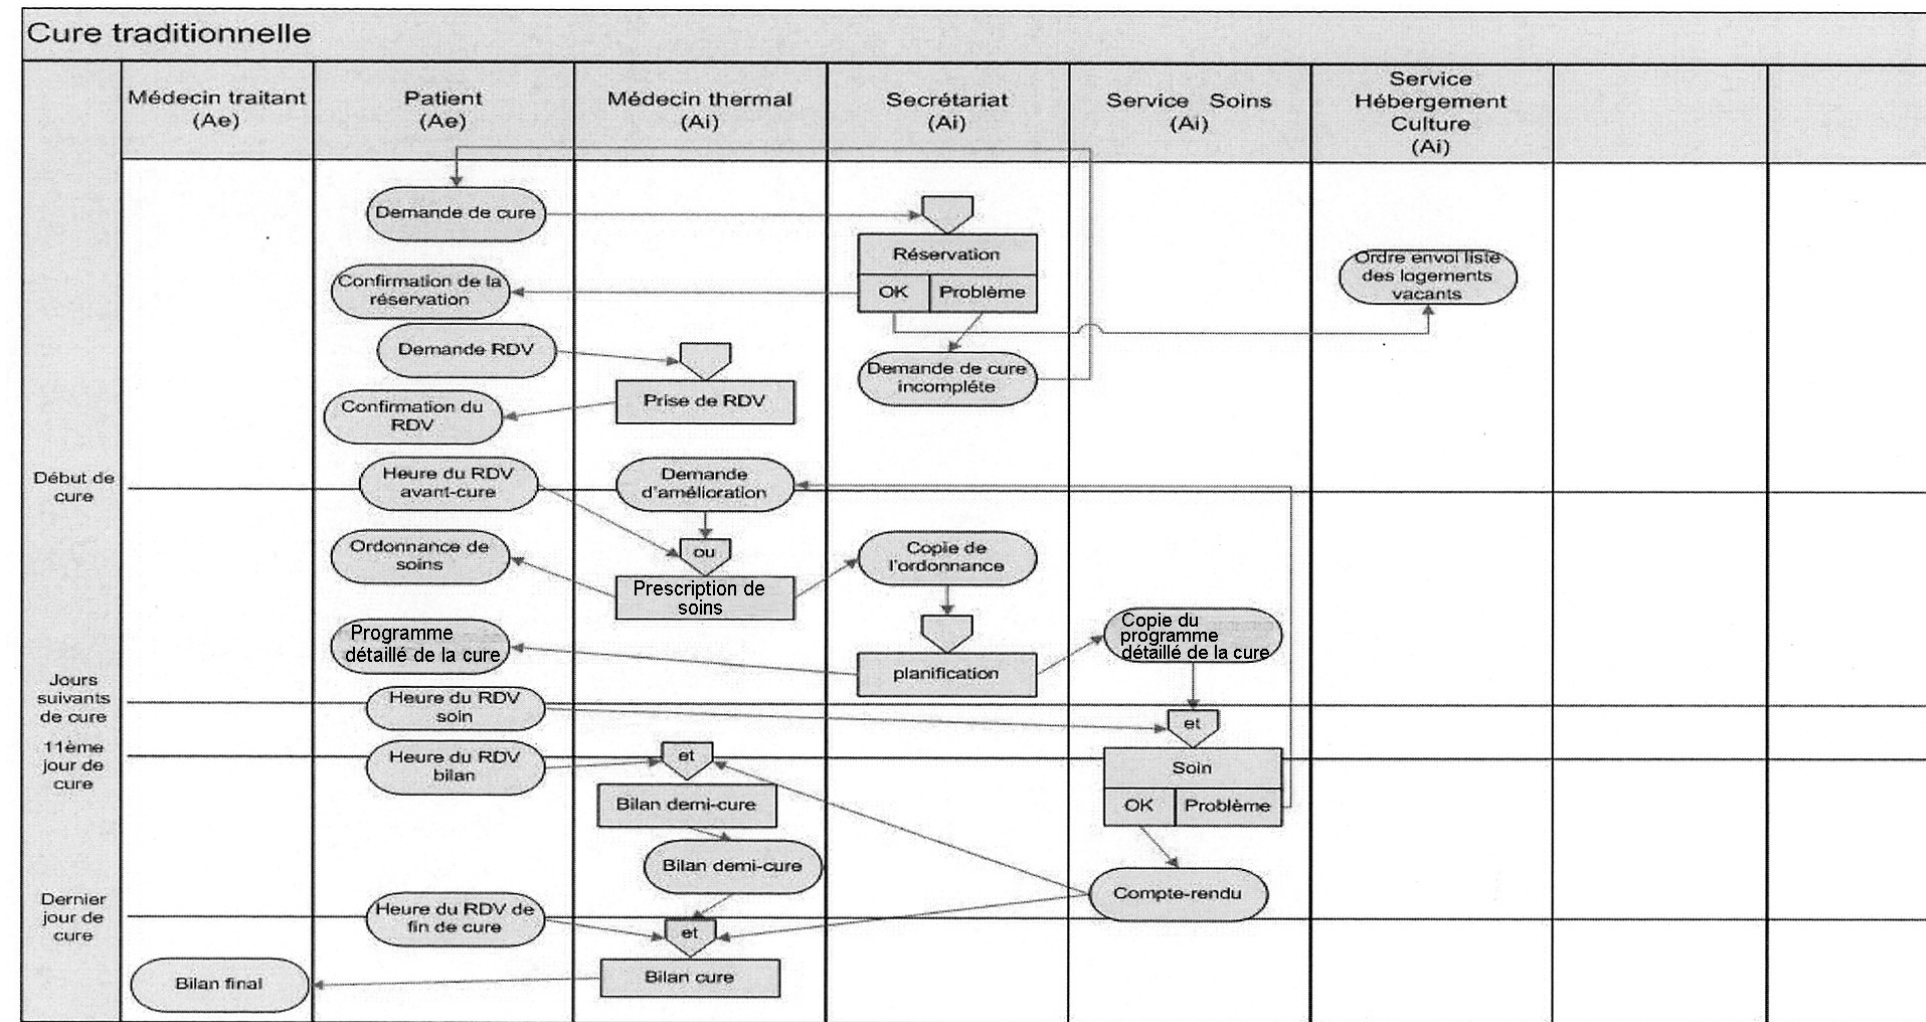 Cure traditionnelle
Médecin traitant
(Ae)
Patient
(Ae)
Médecin thermal
(Ai)
Secrétariat
(Ai)
Service Soins
(Ai)
Service
Hébergement
Culture
(Ai)
Demande de cure
Réservation
OK
Problème
Ordre envoi liste
des logements
vacants
Confirmation de la
réservation
Demande RDV
Demande de cure
incompléte
Prise de RDV
Confirmation du
RDV
Début de
cure
Heure du RDV
avant-cure
Demande
d'amélioration
ou
Ordonnance de
soins
Copie de
l'ordonnance
Prescription de
soins
Programme
détaillé de la cure
Copie du
programme
détaillé de la cure
planification
Jours
suivants
de cure
Heure du RDV
soin
et
11ème
jour de
cure
Heure du RDV
bilan
et
Soin
OK
Problème
Bilan demi-cure
Bilan demi-cure
Compte-rendu
Dernier
jour de
cure
Heure du RDV de
fin de cure
et
Bilan cure
Bilan final